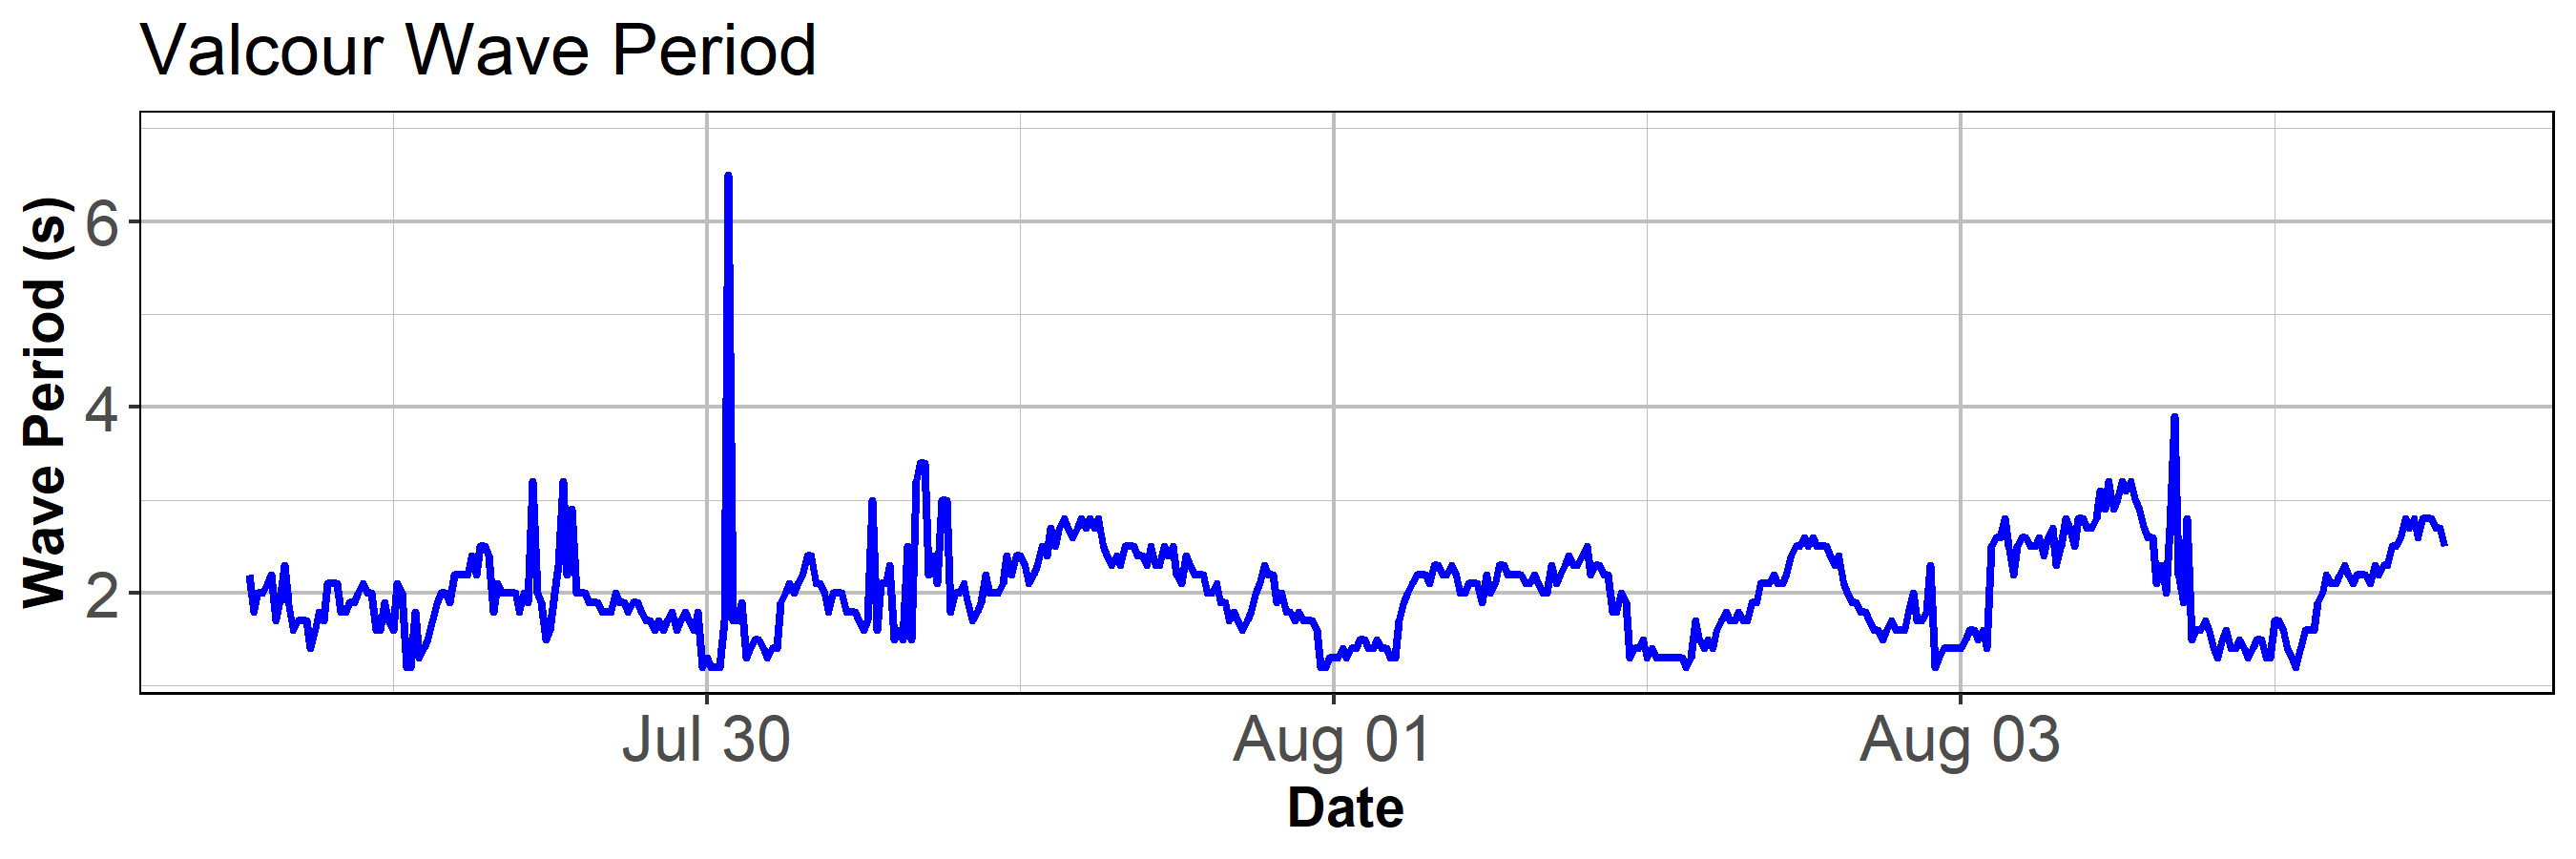 Valcour Wave Period
Wave Period (s)
6
4
2
Jul 30
Aug 01
Aug 03
Date